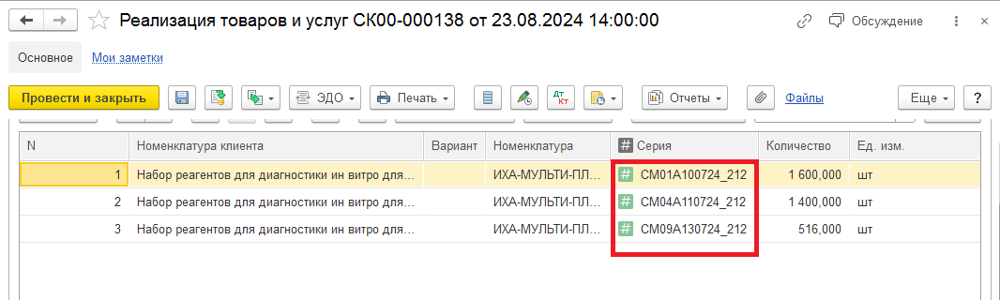 Реализация товаров и услуг СК00-000138 от 23.08.2024 14:00:00 Обсуждение
Основное Мои заметки
Провести и закрыть ЭДО Печать Дт Кт Отчеты Файлы Еще ?
N Номенклатура клиента Вариант Номенклатура # Серия Количество Ед. изм.
1 Набор реагентов для диагностики ин витро для... ИХА-МУЛЬТИ-ПЛ... # СМ01А100724_212 1 600,000 шт
2 Набор реагентов для диагностики ин витро для... ИХА-МУЛЬТИ-ПЛ... # СМ04А110724_212 1 400,000 шт
3 Набор реагентов для диагностики ин витро для... ИХА-МУЛЬТИ-ПЛ... # СМ09А130724_212 516,000 шт